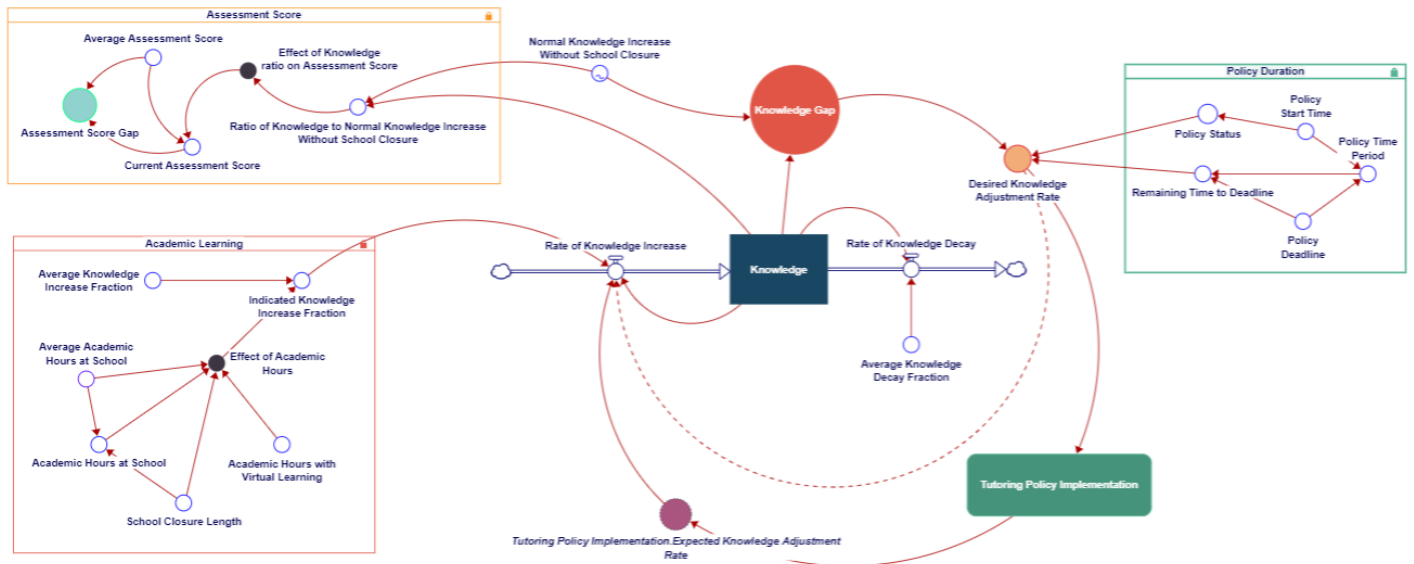 Assessment Score
Average Assessment Score
Effect of Knowledge
ratio on Assessment Score
Assessment Score Gap
Ratio of Knowledge to Normal Knowledge Increase
Without School Closure
Current Assessment Score
Normal Knowledge Increase
Without School Closure
Knowledge Gap
Desired Knowledge
Adjustment Rate
Policy Duration
Policy
Start Time
Policy Status
Policy Time
Period
Remaining Time to Deadline
Policy
Deadline
Academic Learning
Average Knowledge
Increase Fraction
Indicated Knowledge
Increase Fraction
Average Academic
Hours at School
Effect of Academic
Hours
Academic Hours at School
Academic Hours with
Virtual Learning
School Closure Length
Rate of Knowledge Increase
Knowledge
Rate of Knowledge Decay
Average Knowledge
Decay Fraction
Tutoring Policy Implementation
Tutoring Policy Implementation.Expected Knowledge Adjustment
Rate